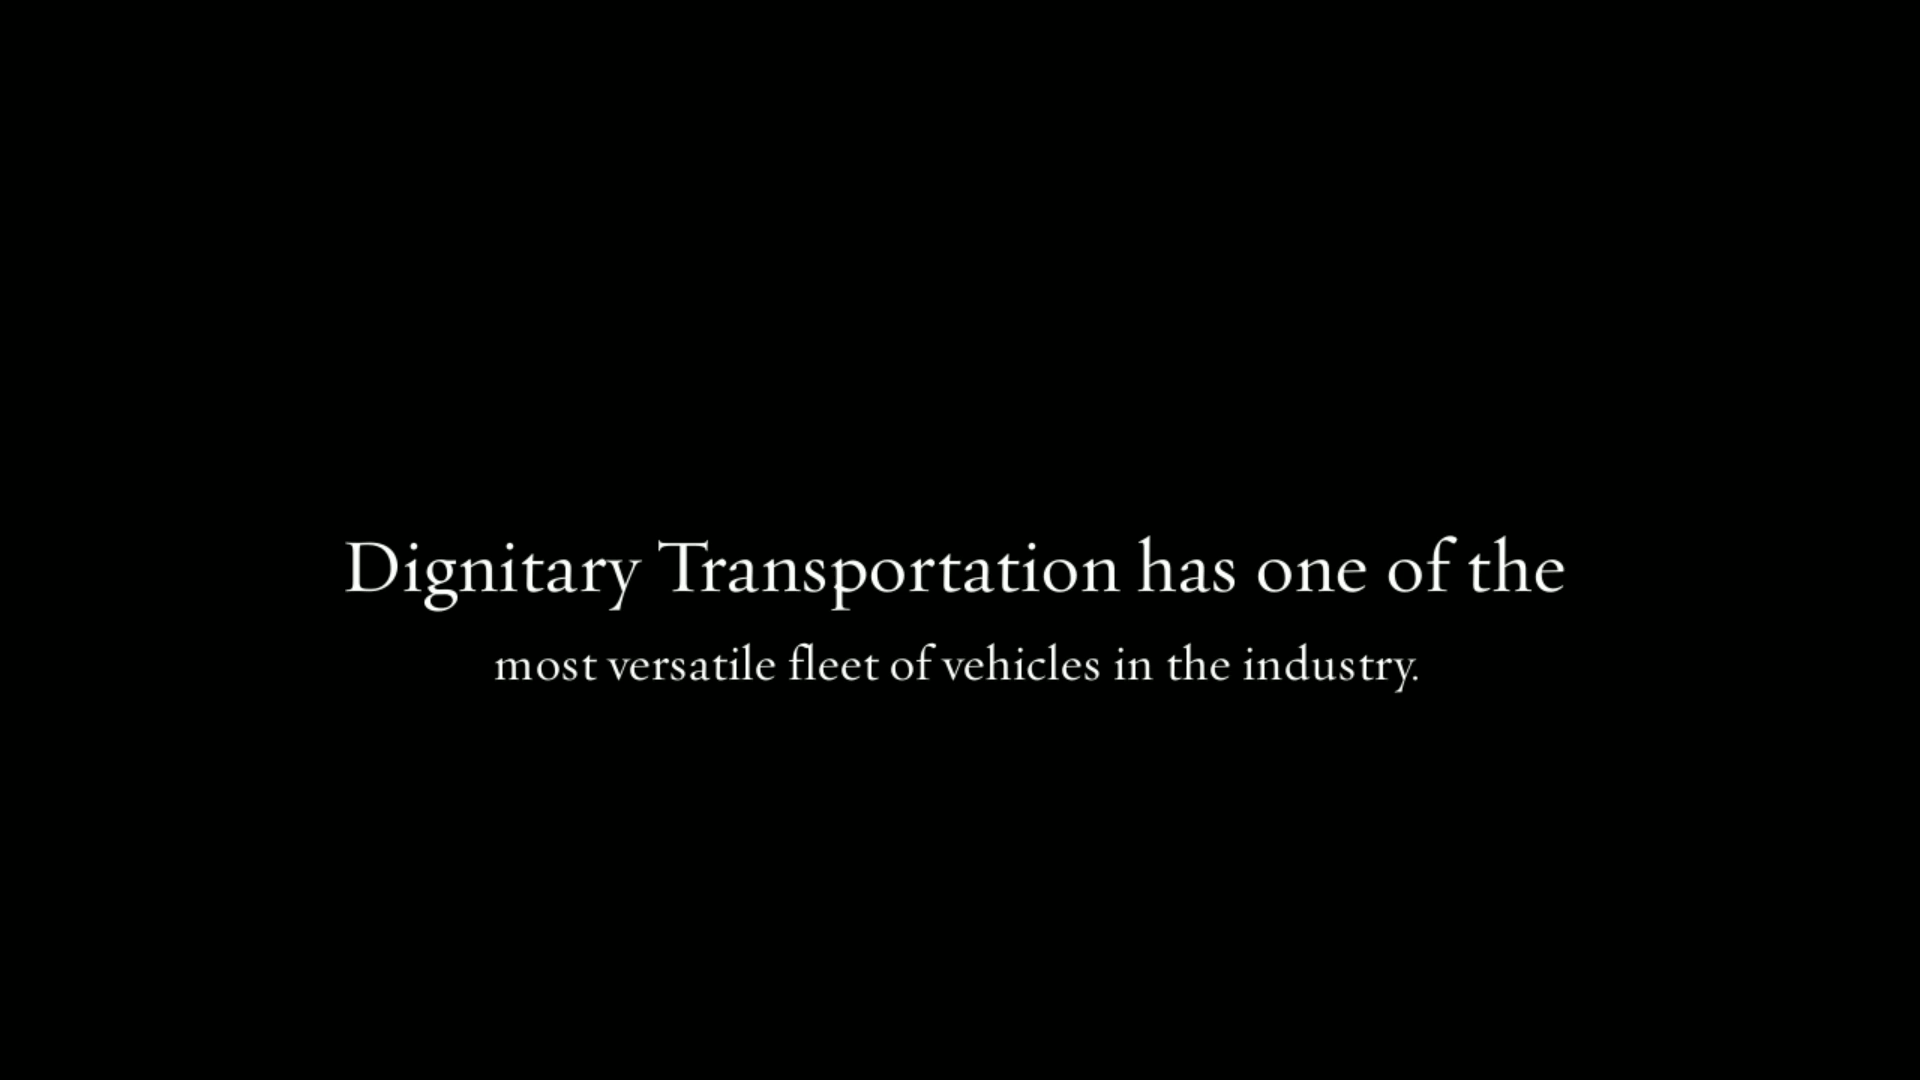 Dignitary Transportation has one of the
most versatile fleet of vehicles in the industry.